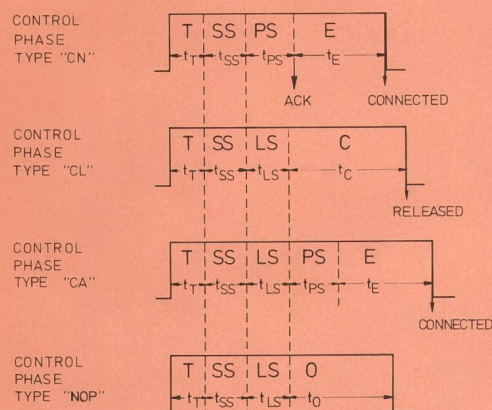 CONTROL
PHASE
TYPE "CN"
T SS PS E
tT tSS tPS tE
ACK CONNECTED
CONTROL
PHASE
TYPE "CL"
T SS LS C
tT tSS tLS tC
RELEASED
CONTROL
PHASE
TYPE "CA"
T SS LS PS E
tT tSS tLS tPS tE
CONNECTED
CONTROL
PHASE
TYPE "NOP"
T SS LS O
tT tSS tLS tO